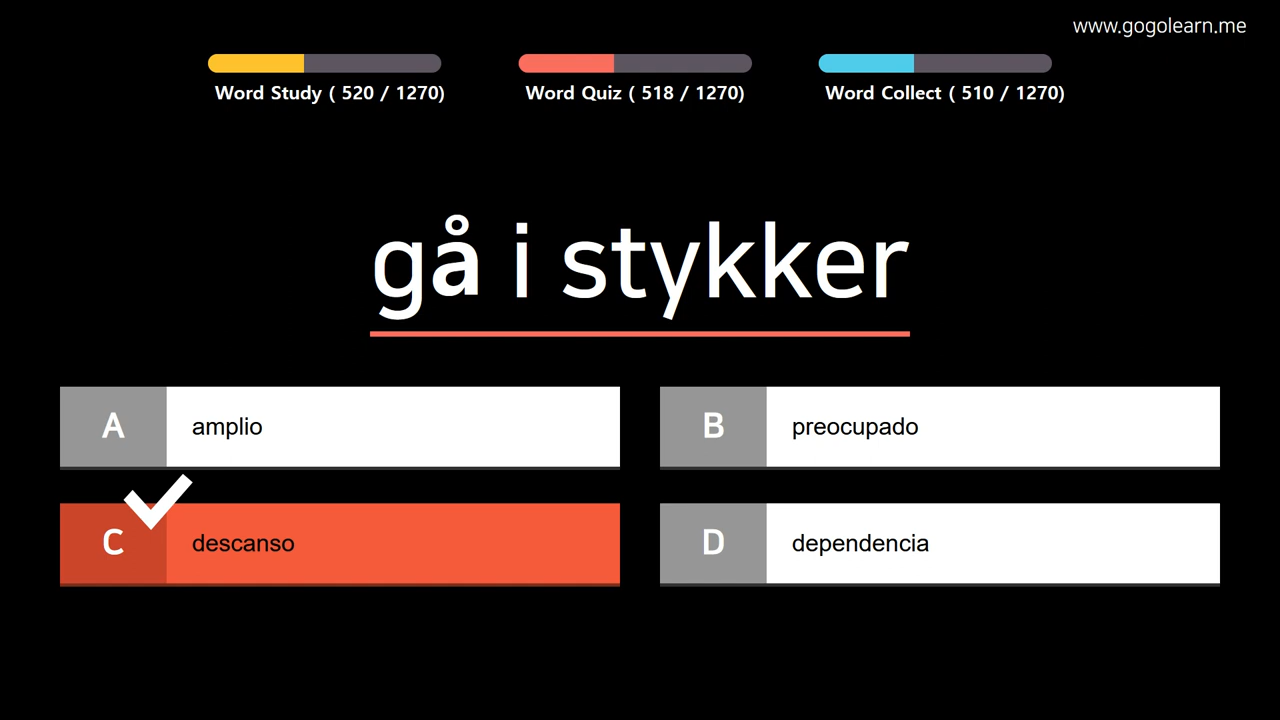 www.gogolearn.me
Word Study ( 520 / 1270)
Word Quiz ( 518 / 1270)
Word Collect ( 510 / 1270)
gå i stykker
A
amplio
B
preocupado
C
descanso
D
dependencia